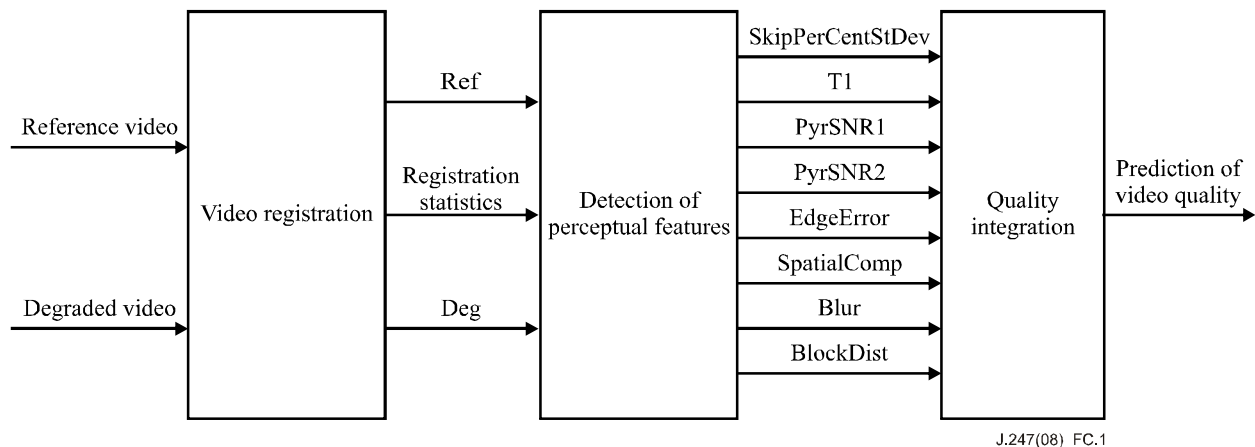 Reference video
Degraded video
Video registration
Ref
Registration
statistics
Deg
Detection of
perceptual features
SkipPerCentStDev
T1
PyrSNR1
PyrSNR2
EdgeError
SpatialComp
Blur
BlockDist
Quality
integration
Prediction of
video quality
J.247(08)_FC.1